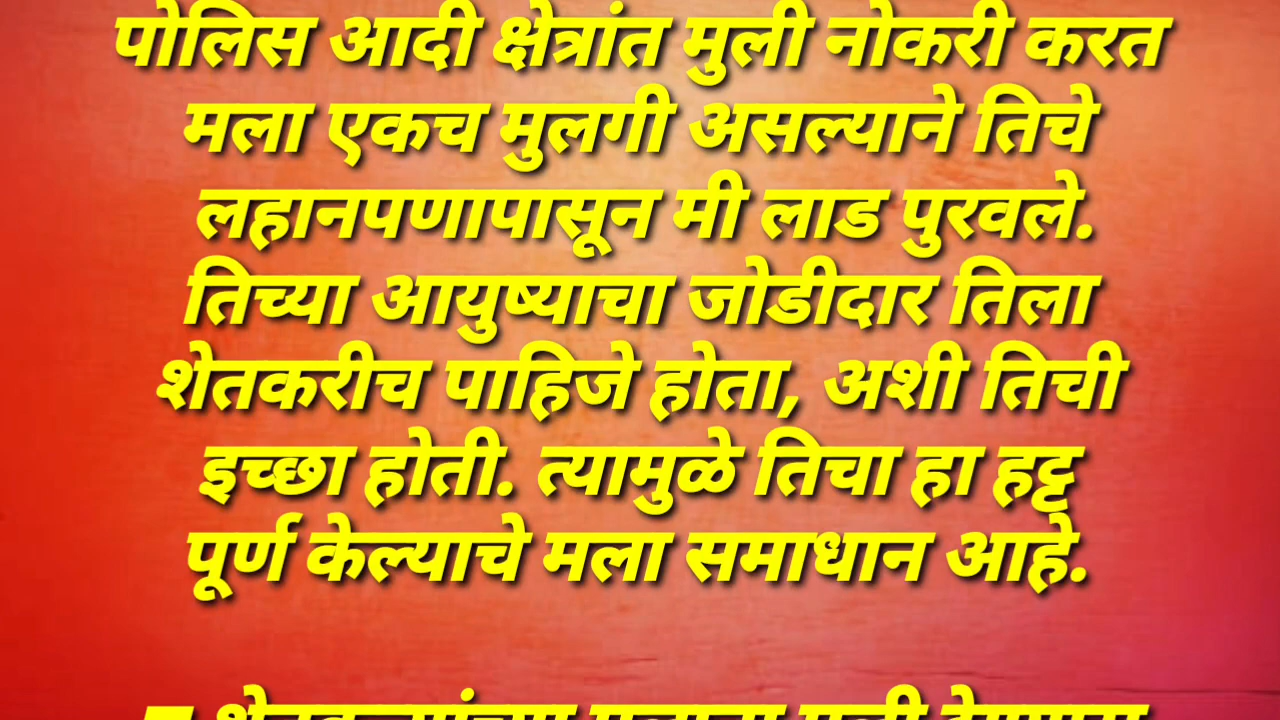 पोलिस आदी क्षेत्रांत मुली नोकरी करत
मला एकच मुलगी असल्याने तिचे
लहानपणापासून मी लाड पुरवले.
तिच्या आयुष्याचा जोडीदार तिला
शेतकरीच पाहिजे होता, अशी तिची
इच्छा होती. त्यामुळे तिचा हा हट्ट
पूर्ण केल्याचे मला समाधान आहे.